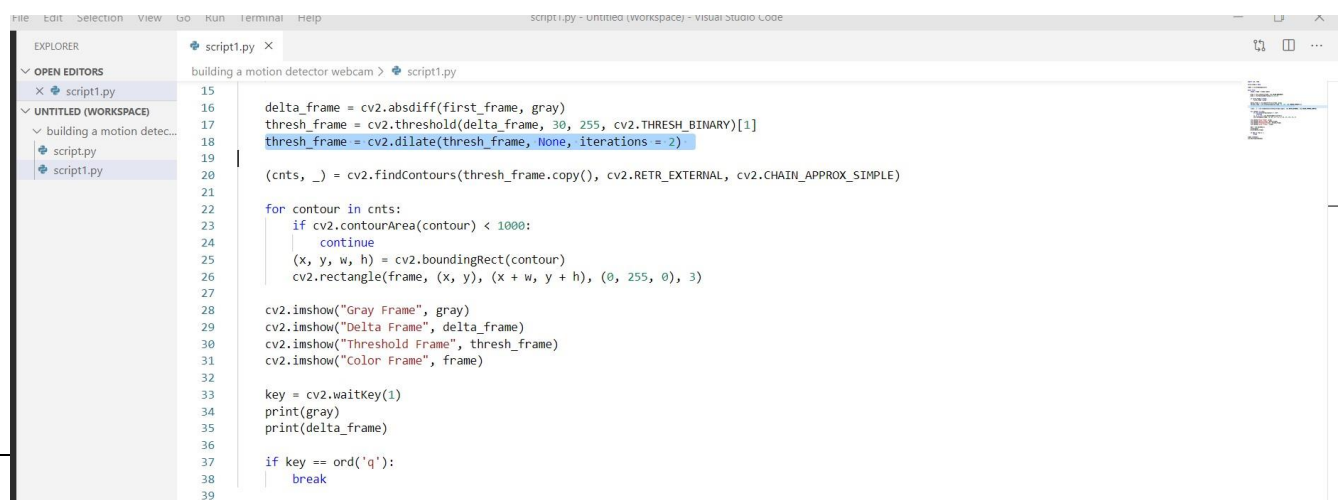 File Edit Selection View Go Run Terminal Help script1.py - Untitled (Workspace) - Visual Studio Code
EXPLORER
OPEN EDITORS
script1.py
UNTITLED (WORKSPACE)
building a motion detec...
script.py
script1.py
script1.py
building a motion detector webcam > script1.py
15
16 delta_frame = cv2.absdiff(first_frame, gray)
17 thresh_frame = cv2.threshold(delta_frame, 30, 255, cv2.THRESH_BINARY)[1]
18 thresh_frame = cv2.dilate(thresh_frame, None, iterations = 2)
19
20 (cnts, _) = cv2.findContours(thresh_frame.copy(), cv2.RETR_EXTERNAL, cv2.CHAIN_APPROX_SIMPLE)
21
22 for contour in cnts:
23 if cv2.contourArea(contour) < 1000:
24 continue
25 (x, y, w, h) = cv2.boundingRect(contour)
26 cv2.rectangle(frame, (x, y), (x + w, y + h), (0, 255, 0), 3)
27
28 cv2.imshow("Gray Frame", gray)
29 cv2.imshow("Delta Frame", delta_frame)
30 cv2.imshow("Threshold Frame", thresh_frame)
31 cv2.imshow("Color Frame", frame)
32
33 key = cv2.waitKey(1)
34 print(gray)
35 print(delta_frame)
36
37 if key == ord('q'):
38 break
39